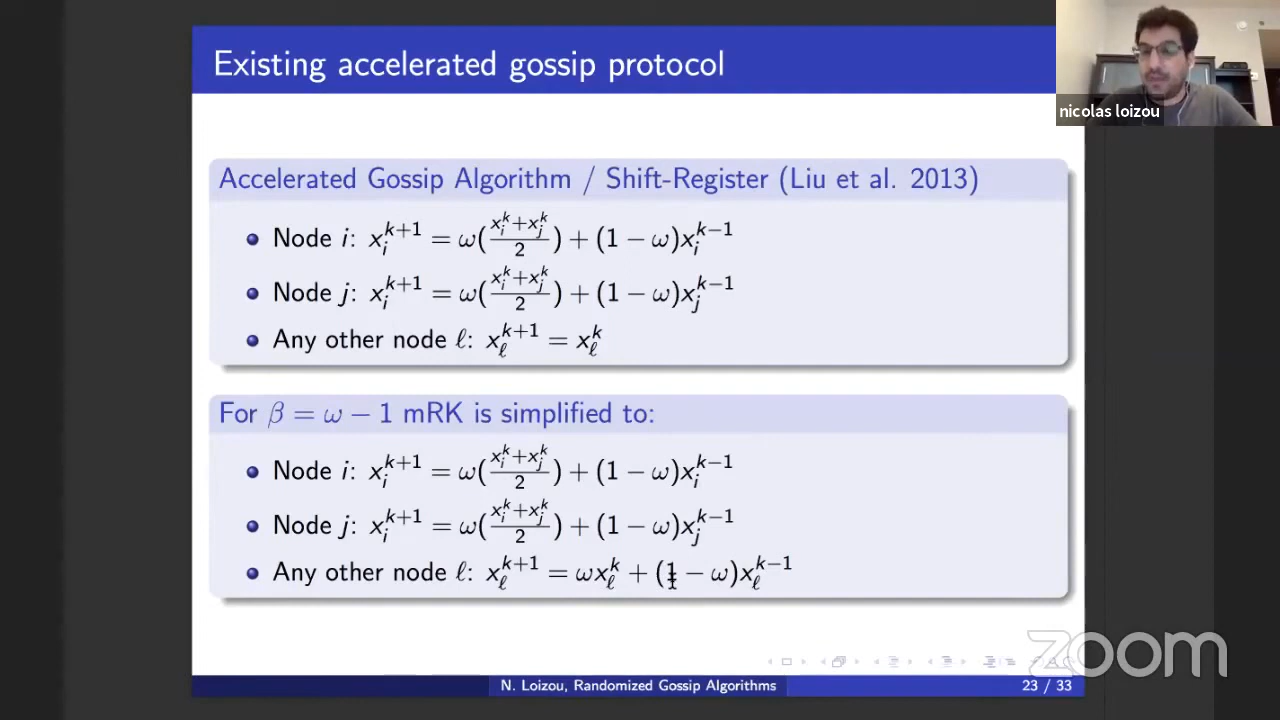 Existing accelerated gossip protocol
nicolas loizou
Accelerated Gossip Algorithm / Shift-Register (Liu et al. 2013)
Node i: x_i^{k+1} = ω(\frac{x_i^k+x_j^k}{2}) + (1 − ω)x_i^{k−1}
Node j: x_i^{k+1} = ω(\frac{x_i^k+x_j^k}{2}) + (1 − ω)x_j^{k−1}
Any other node ℓ: x_ℓ^{k+1} = x_ℓ^k
For β = ω − 1 mRK is simplified to:
Node i: x_i^{k+1} = ω(\frac{x_i^k+x_j^k}{2}) + (1 − ω)x_i^{k−1}
Node j: x_i^{k+1} = ω(\frac{x_i^k+x_j^k}{2}) + (1 − ω)x_j^{k−1}
Any other node ℓ: x_ℓ^{k+1} = ωx_ℓ^k + (1 − ω)x_ℓ^{k−1}
zoom
N. Loizou, Randomized Gossip Algorithms
23 / 33